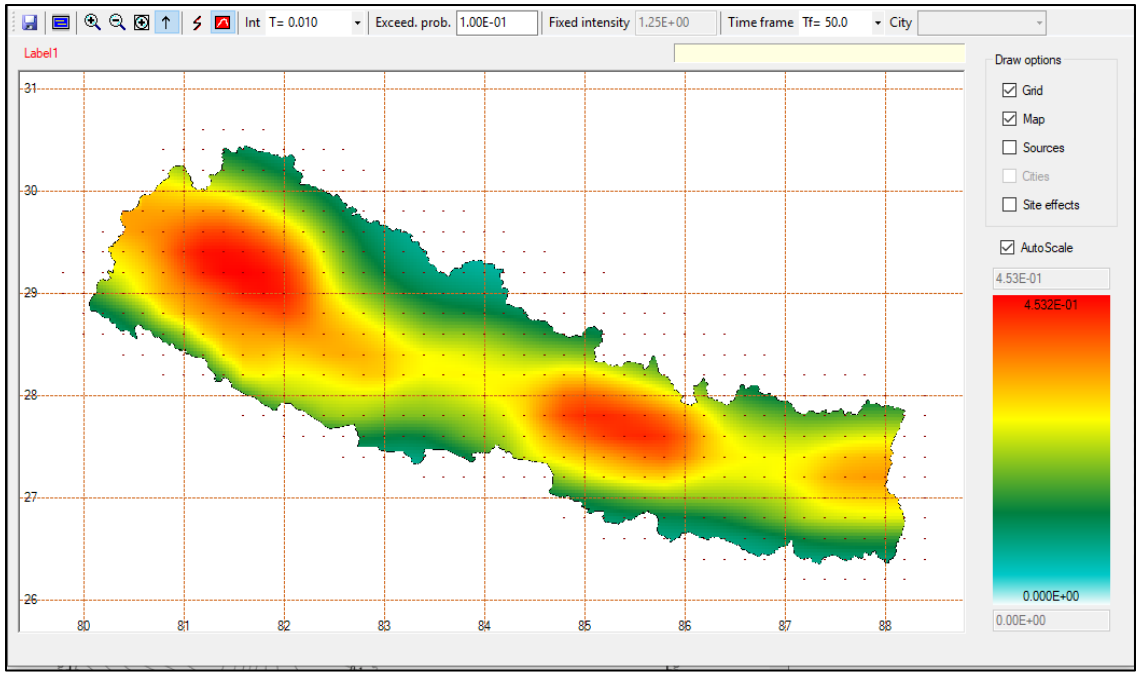 Int T= 0.010 Exceed. prob. 1.00E-01 Fixed intensity 1.25E+00 Time frame Tf= 50.0 City
Label1
Draw options
Grid
Map
Sources
Cities
Site effects
AutoScale
4.53E-01
4.532E-01
0.000E+00
0.00E+00
31
30
29
28
27
26
80 81 82 83 84 85 86 87 88